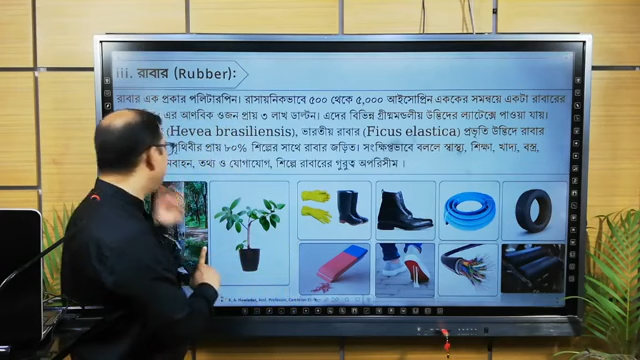 iii. রাবার (Rubber):
রাবার এক প্রকার পলিটারপিন। রাসায়নিকভাবে ৫০০ থেকে ৫,০০০ আইসোপ্রিন এককের সমন্বয়ে একটা রাবারের
এর আণবিক ওজন প্রায় ৩ লাখ ডাল্টন। এদের বিভিন্ন গ্রীষ্মমন্ডলীয় উদ্ভিদের ল্যাটেক্সে পাওয়া যায়।
(Hevea brasiliensis), ভারতীয় রাবার (Ficus elastica) প্রভৃতি উদ্ভিদে রাবার
পৃথিবীর প্রায় ৮০% শিল্পের সাথে রাবার জড়িত। সংক্ষিপ্তভাবে বললে স্বাস্থ্য, শিক্ষা, খাদ্য, বস্ত্র,
তথ্য ও যোগাযোগ, শিল্পে রাবারের গুরুত্ব অপরিসীম ।